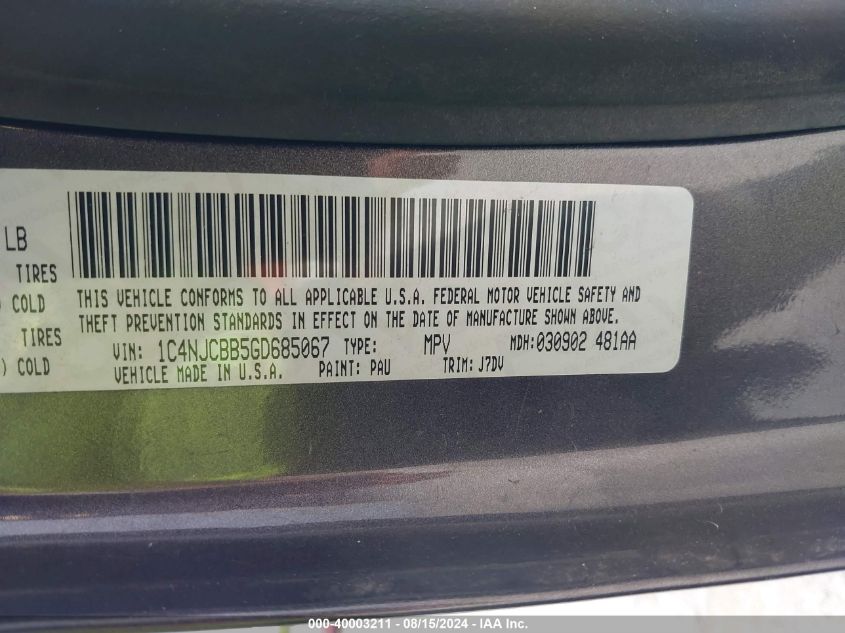 LB
TIRES
) COLD
TIRES
) COLD
THIS VEHICLE CONFORMS TO ALL APPLICABLE U.S.A. FEDERAL MOTOR VEHICLE SAFETY AND
THEFT PREVENTION STANDARDS IN EFFECT ON THE DATE OF MANUFACTURE SHOWN ABOVE.
VIN: 1C4NJCBB5GD685067 TYPE: MPV MDH:030902 481AA
VEHICLE MADE IN U.S.A. PAINT: PAU TRIM: J7DV
000-40003211 - 08/15/2024 - IAA, Inc.